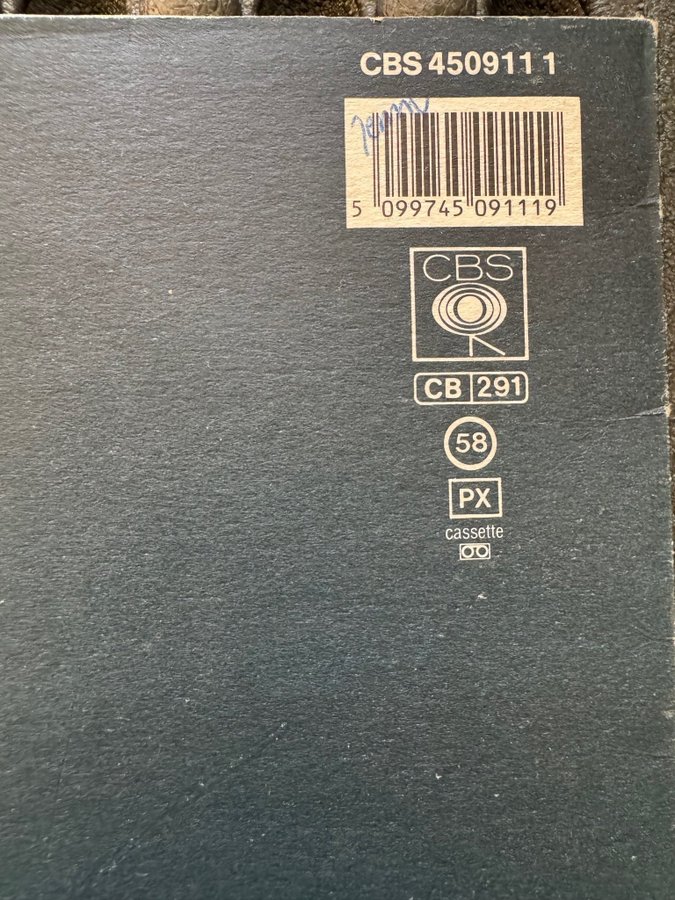 CBS 450911 1
5 099745 091119
CBS
CB 291
58
PX
cassette